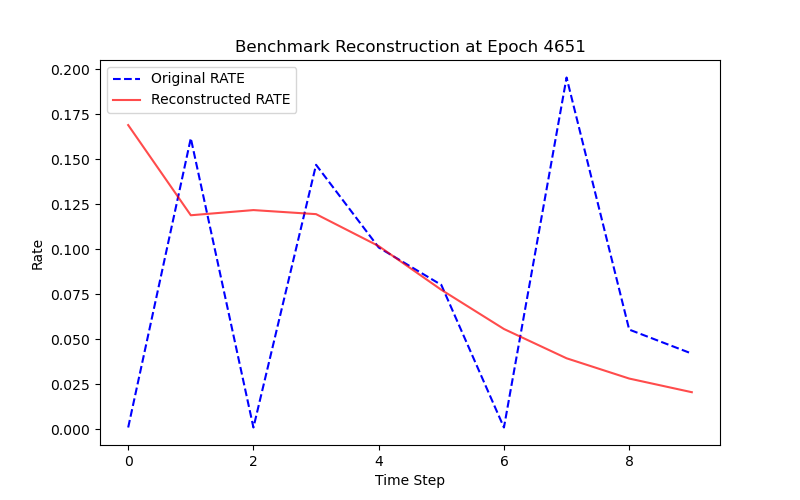 Benchmark Reconstruction at Epoch 4651
Original RATE
Reconstructed RATE
0.200
0.175
0.150
0.125
0.100
0.075
0.050
0.025
0.000
Rate
0 2 4 6 8
Time Step